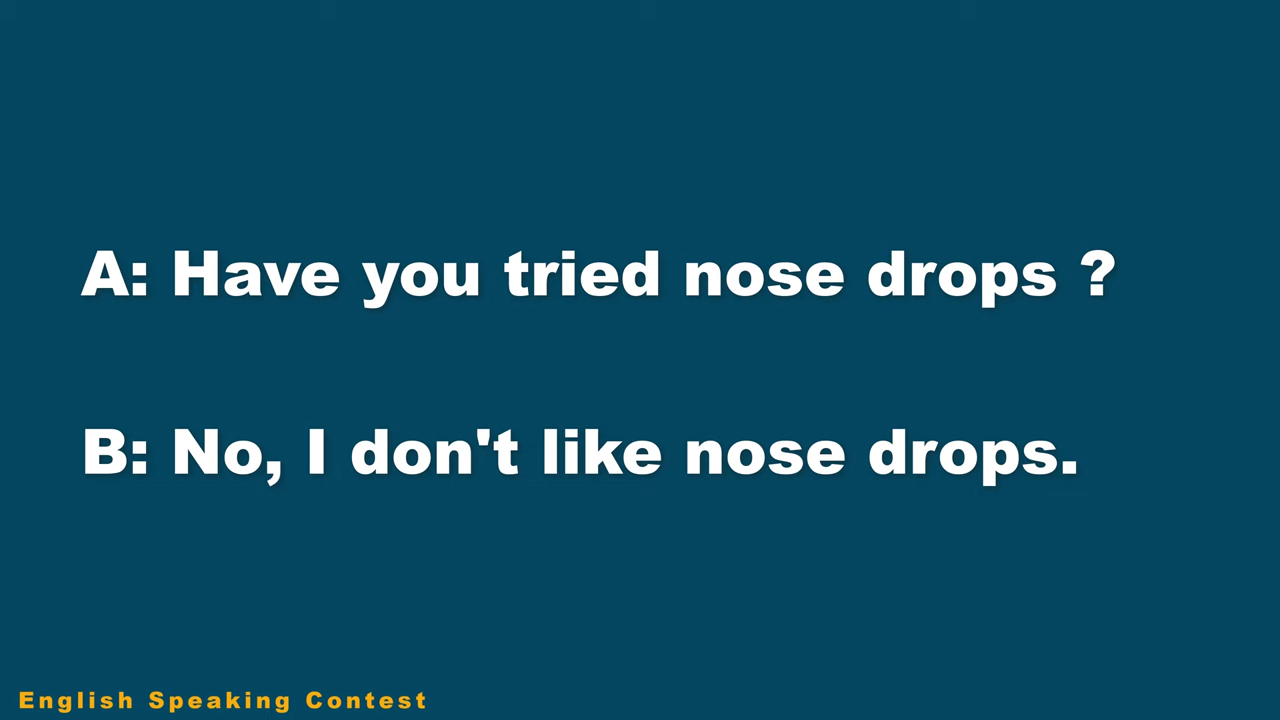 A: Have you tried nose drops ?
B: No, I don't like nose drops.
English Speaking Contest